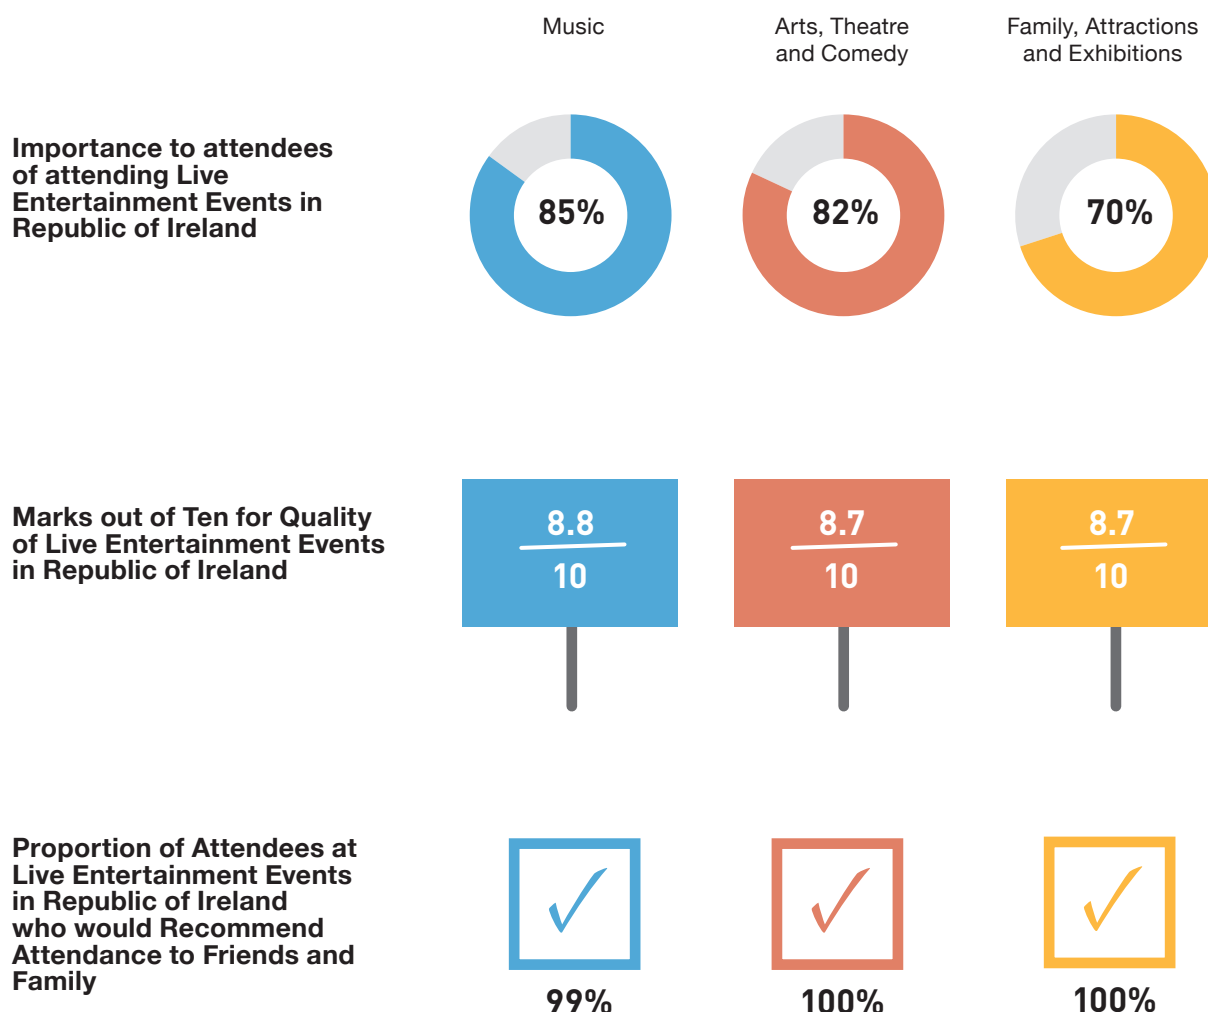 Music
Arts, Theatre
and Comedy
Family, Attractions
and Exhibitions
Importance to attendees
of attending Live
Entertainment Events in
Republic of Ireland
85%
82%
70%
Marks out of Ten for Quality
of Live Entertainment Events
in Republic of Ireland
8.8
10
8.7
10
8.7
10
Proportion of Attendees at
Live Entertainment Events
in Republic of Ireland
who would Recommend
Attendance to Friends and
Family
99%
100%
100%